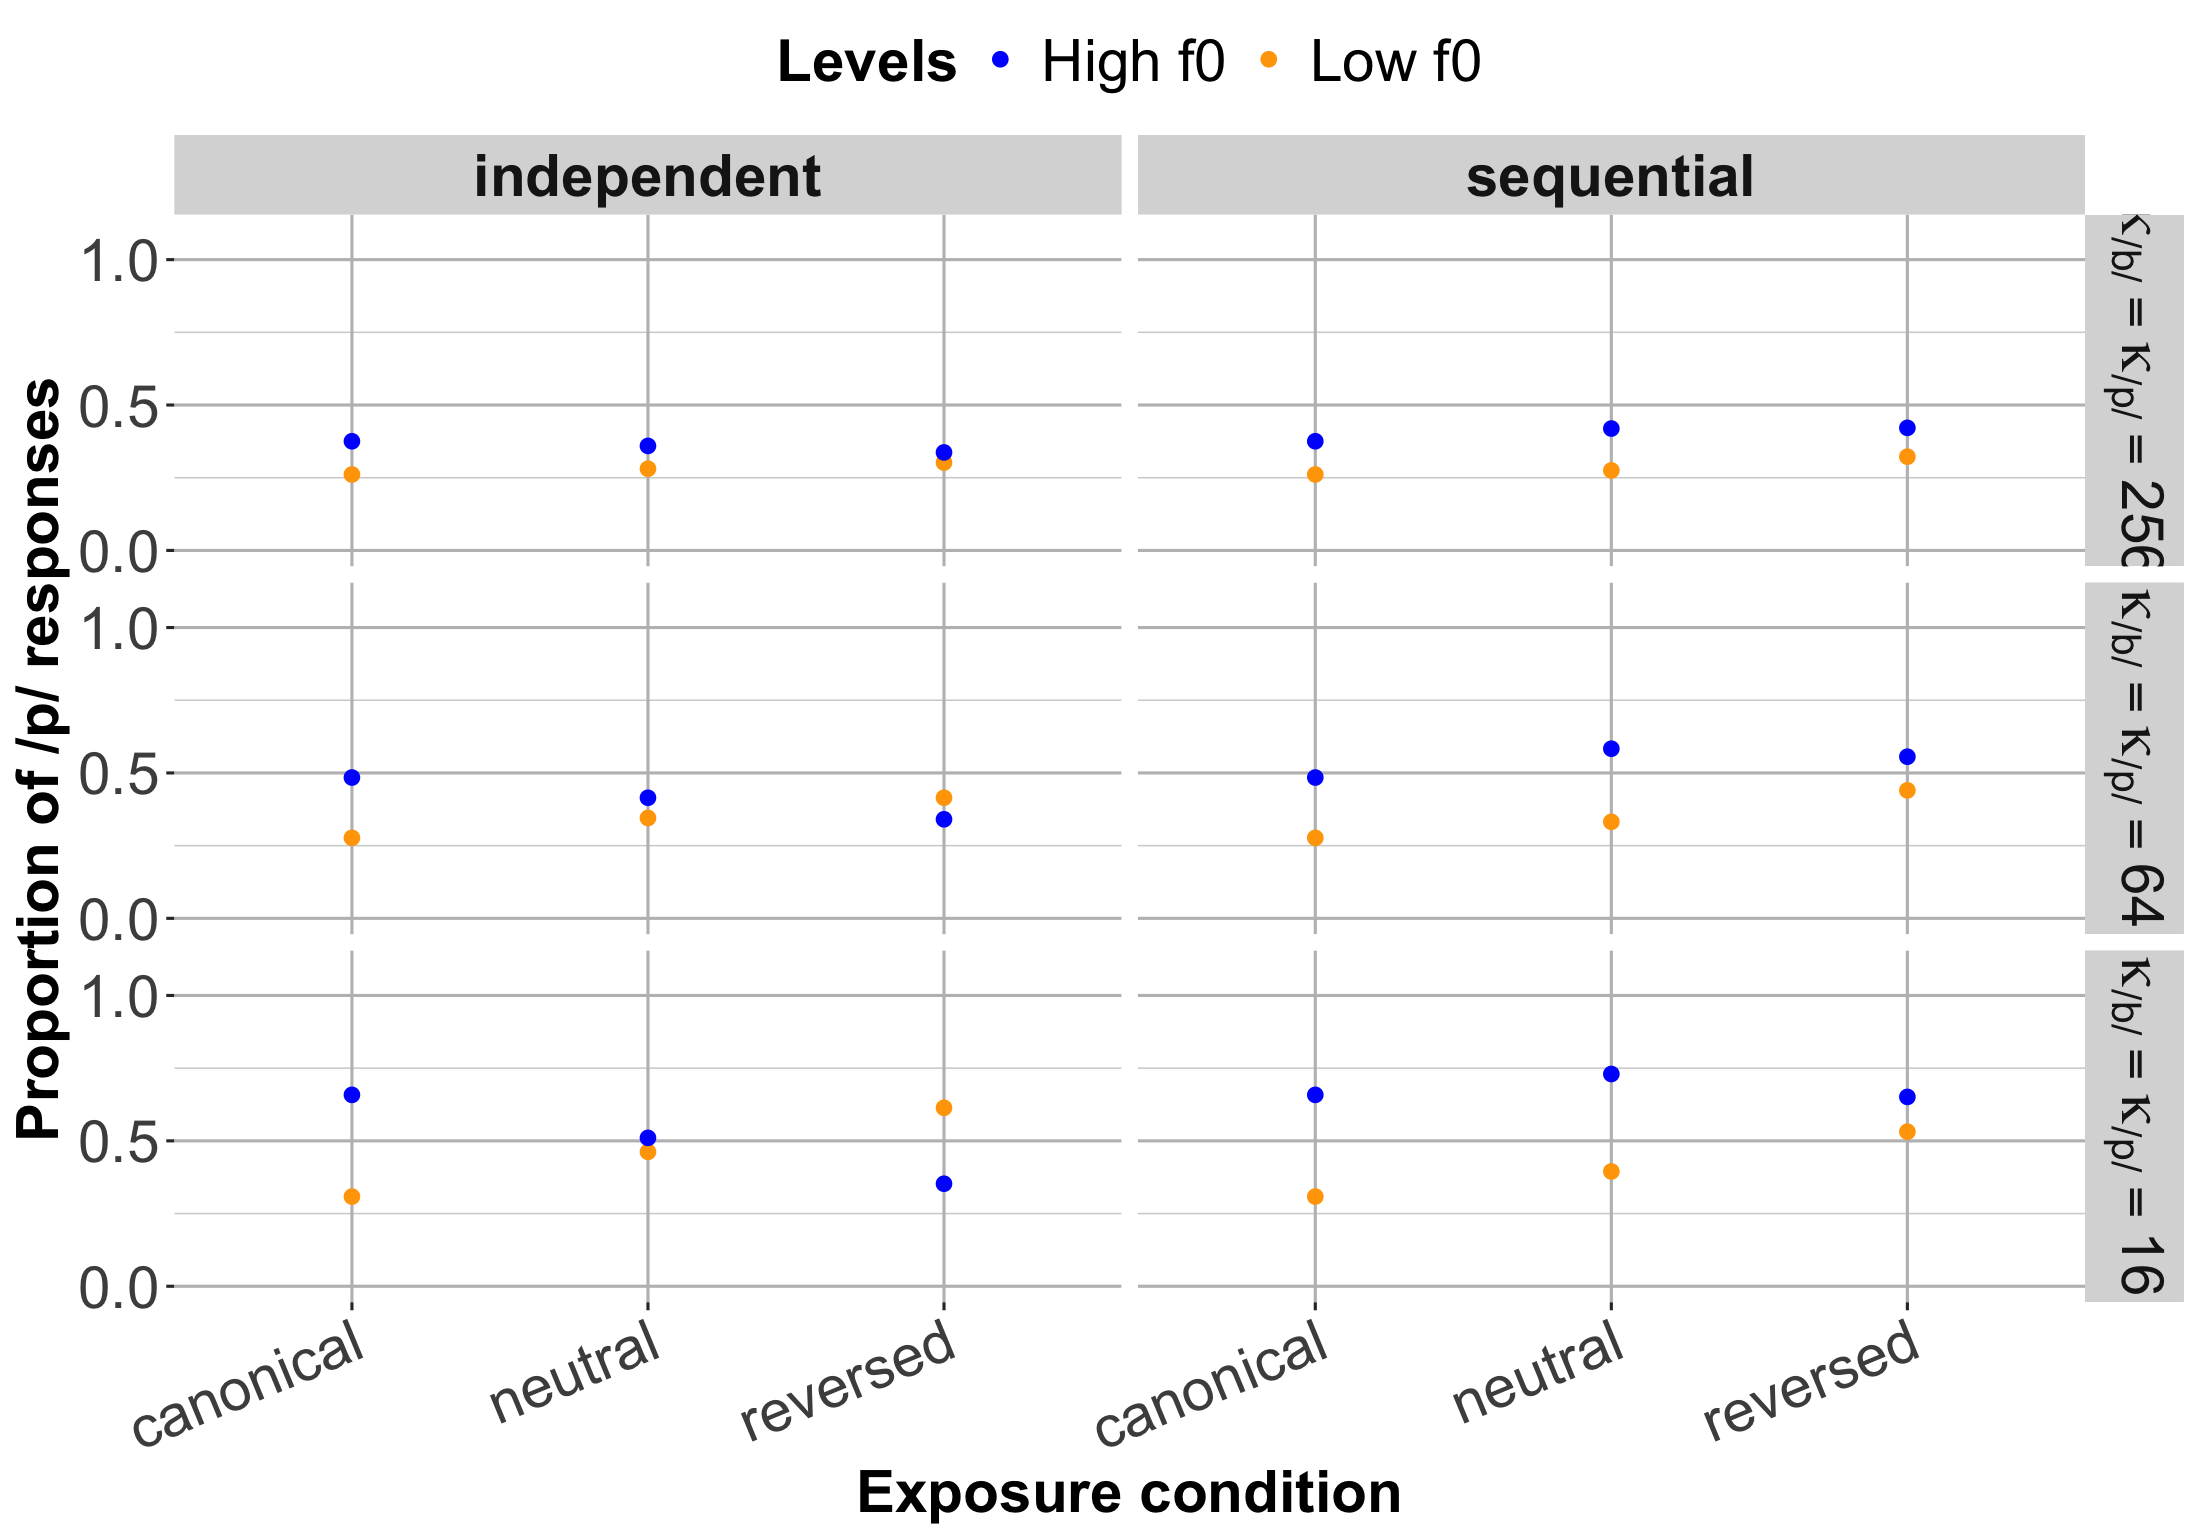 Levels High f0 Low f0
independent sequential
1.0
0.5
0.0
κ/b/ = κ/p/ = 256
1.0
0.5
0.0
κ/b/ = κ/p/ = 64
1.0
0.5
0.0
κ/b/ = κ/p/ = 16
Proportion of /p/ responses
canonical neutral reversed canonical neutral reversed
Exposure condition